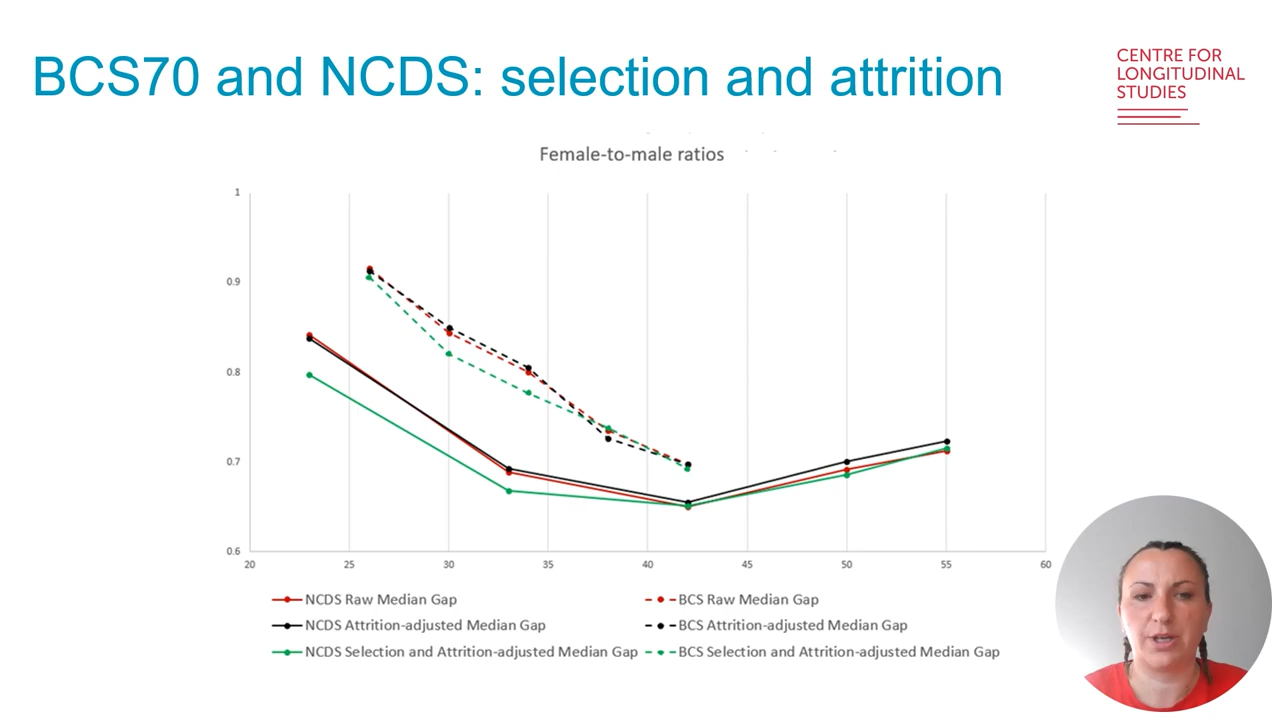 BCS70 and NCDS: selection and attrition
CENTRE FOR
LONGITUDINAL
STUDIES
Female-to-male ratios
1
0.9
0.8
0.7
0.6
20 25 30 35 40 45 50 55 60
NCDS Raw Median Gap
BCS Raw Median Gap
NCDS Attrition-adjusted Median Gap
BCS Attrition-adjusted Median Gap
NCDS Selection and Attrition-adjusted Median Gap
BCS Selection and Attrition-adjusted Median Gap